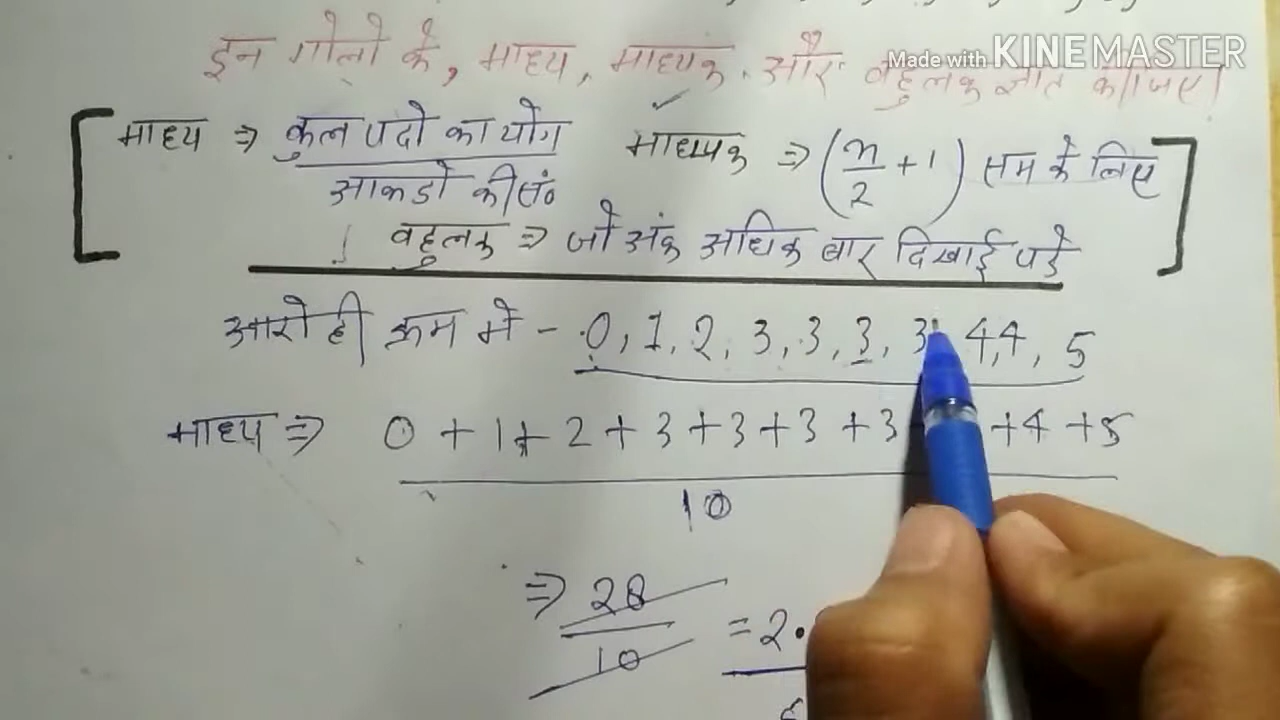 Made with KINEMASTER
इन गोलो के, माध्य, माध्यक और बहुलक ज्ञात कीजिए।
माध्य ⇒ कुल पदो का योग / आकडो की सं० माध्यक ⇒ (n/2 + 1) सम के लिए
बहुलक ⇒ जो अंक अधिक बार दिखाई पडे
आरोही क्रम मे - 0, 1, 2, 3, 3, 3, 3, 4, 4, 5
माध्य ⇒ 0 + 1 + 2 + 3 + 3 + 3 + 3 + 4 + 5
10
⇒ 28 = 2.
10